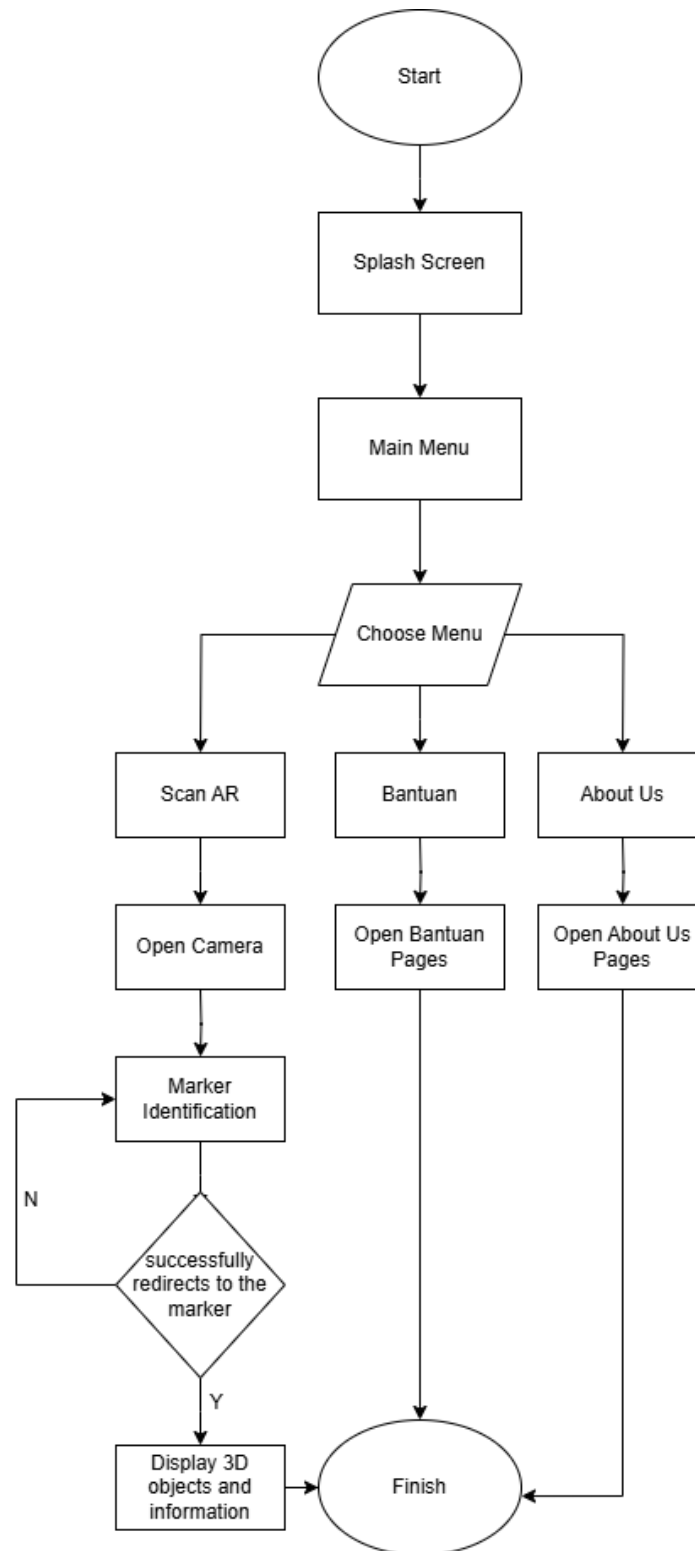 Start
Splash Screen
Main Menu
Choose Menu
Scan AR
Bantuan
About Us
Open Camera
Open Bantuan
Pages
Open About Us
Pages
Marker
Identification
N
successfully
redirects to the
marker
Y
Display 3D
objects and
information
Finish